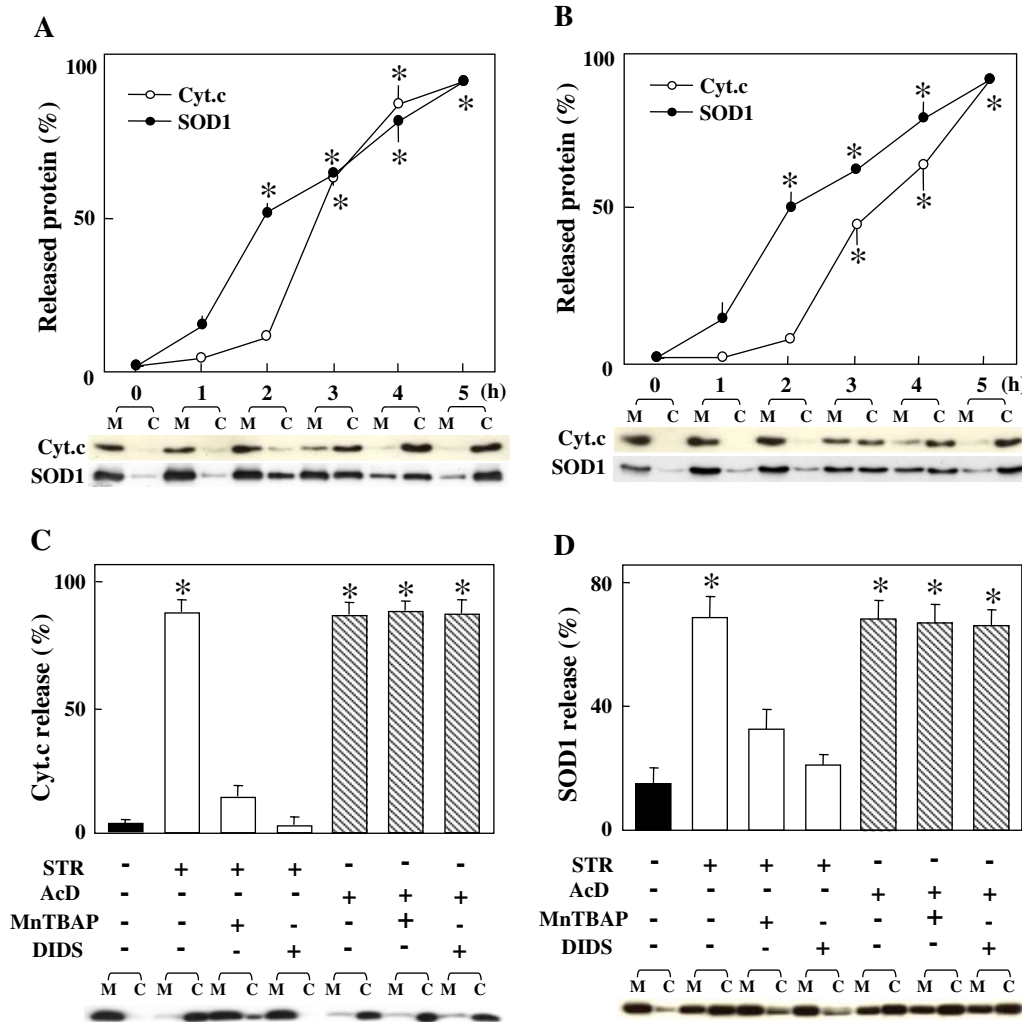 A
Released protein (%)
100
50
0
Cyt.c
SOD1
* * * * * * *
0 1 2 3 4 5 (h)
M C M C M C M C M C M C
Cyt.c
SOD1
B
Released protein (%)
100
50
0
Cyt.c
SOD1
* * * * * * *
0 1 2 3 4 5 (h)
M C M C M C M C M C M C
Cyt.c
SOD1
C
Cyt.c release (%)
100
50
0
* * * *
STR - + + + - - -
AcD - - - - + + +
MnTBAP - - + - - + -
DIDS - - - + - - +
M C M C M C M C M C M C M C
D
SOD1 release (%)
80
40
0
* * * *
STR - + + + - - -
AcD - - - - + + +
MnTBAP - - + - - + -
DIDS - - - + - - +
M C M C M C M C M C M C M C